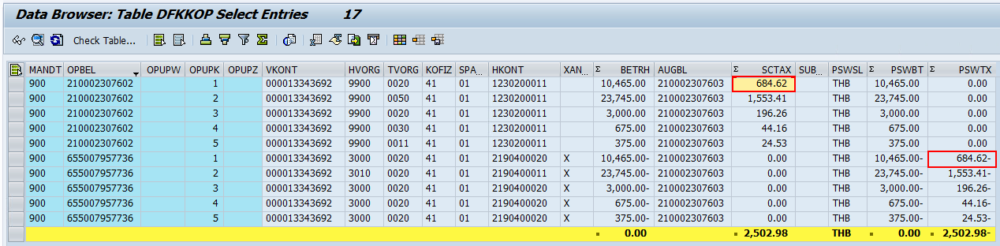 Data Browser: Table DFKKOP Select Entries 17
Check Table...
MANDT OPBEL OPUPW OPUPK OPUPZ VKONT HVORG TVORG KOFIZ SPA... HKONT XAN... Σ BETRH AUGBL Σ SCTAX SUB... PSWSL Σ PSWBT Σ PSWTX
900 210002307602 1 000013343692 9900 0020 41 01 1230200011 10,465.00 210002307603 684.62 THB 10,465.00 0.00
900 210002307602 2 000013343692 9900 0050 41 01 1230200011 23,745.00 210002307603 1,553.41 THB 23,745.00 0.00
900 210002307602 3 000013343692 9900 0020 41 01 1230200011 3,000.00 210002307603 196.26 THB 3,000.00 0.00
900 210002307602 4 000013343692 9900 0030 41 01 1230200011 675.00 210002307603 44.16 THB 675.00 0.00
900 210002307602 5 000013343692 9900 0011 41 01 1230200011 375.00 210002307603 24.53 THB 375.00 0.00
900 655007957736 1 000013343692 3000 0020 41 01 2190400020 X 10,465.00- 210002307603 0.00 THB 10,465.00- 684.62-
900 655007957736 2 000013343692 3010 0020 41 01 2190400011 X 23,745.00- 210002307603 0.00 THB 23,745.00- 1,553.41-
900 655007957736 3 000013343692 3000 0020 41 01 2190400020 X 3,000.00- 210002307603 0.00 THB 3,000.00- 196.26-
900 655007957736 4 000013343692 3000 0020 41 01 2190400020 X 675.00- 210002307603 0.00 THB 675.00- 44.16-
900 655007957736 5 000013343692 3000 0020 41 01 2190400020 X 375.00- 210002307603 0.00 THB 375.00- 24.53-
0.00 2,502.98 THB 0.00 2,502.98-